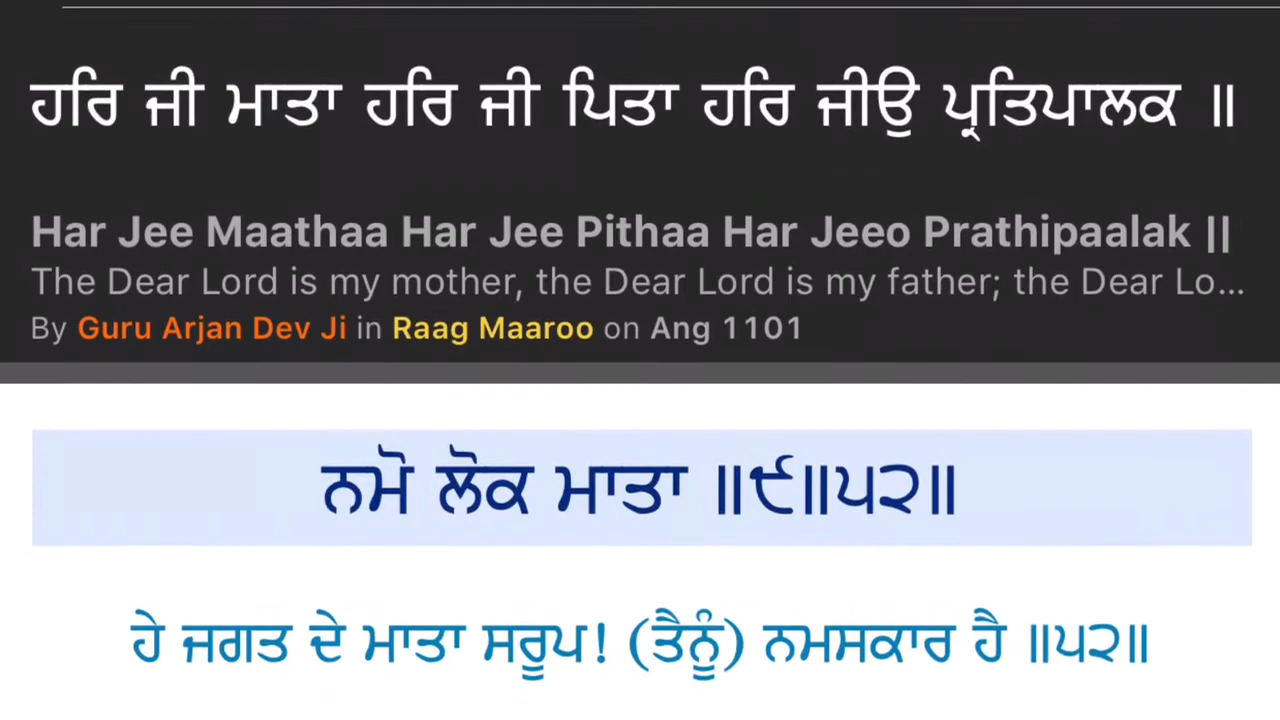 ਹਰਿ ਜੀ ਮਾਤਾ ਹਰਿ ਜੀ ਪਿਤਾ ਹਰਿ ਜੀਉ ਪ੍ਰਤਿਪਾਲਕ ॥
Har Jee Maathaa Har Jee Pithaa Har Jeeo Prathipaalak ||
The Dear Lord is my mother, the Dear Lord is my father; the Dear Lo...
By Guru Arjan Dev Ji in Raag Maaroo on Ang 1101
ਨਮੋ ਲੋਕ ਮਾਤਾ ॥੯॥੫੨॥
ਹੇ ਜਗਤ ਦੇ ਮਾਤਾ ਸਰੂਪ! (ਤੈਨੂੰ) ਨਮਸਕਾਰ ਹੈ ॥੫੨॥